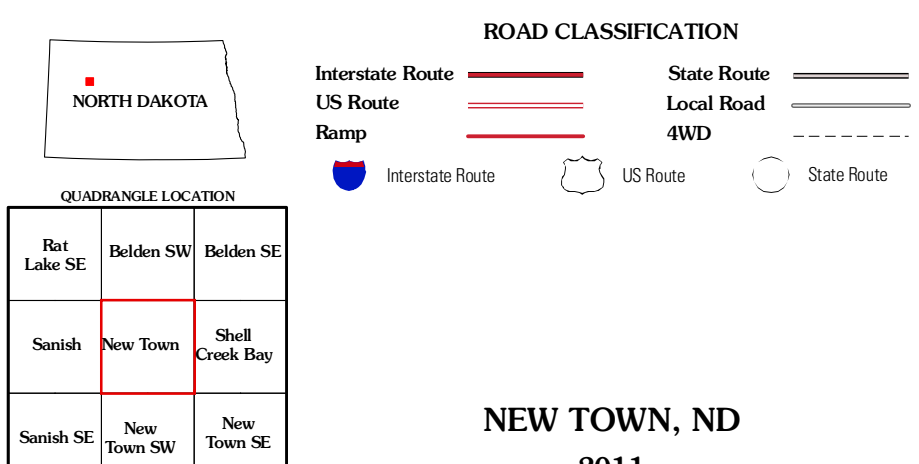 ROAD CLASSIFICATION
Interstate Route
State Route
US Route
Local Road
Ramp
4WD
Interstate Route
US Route
State Route
NORTH DAKOTA
QUADRANGLE LOCATION
Rat
Lake SE
Belden SW
Belden SE
Sanish
New Town
Shell
Creek Bay
Sanish SE
New
Town SW
New
Town SE
NEW TOWN, ND
2011